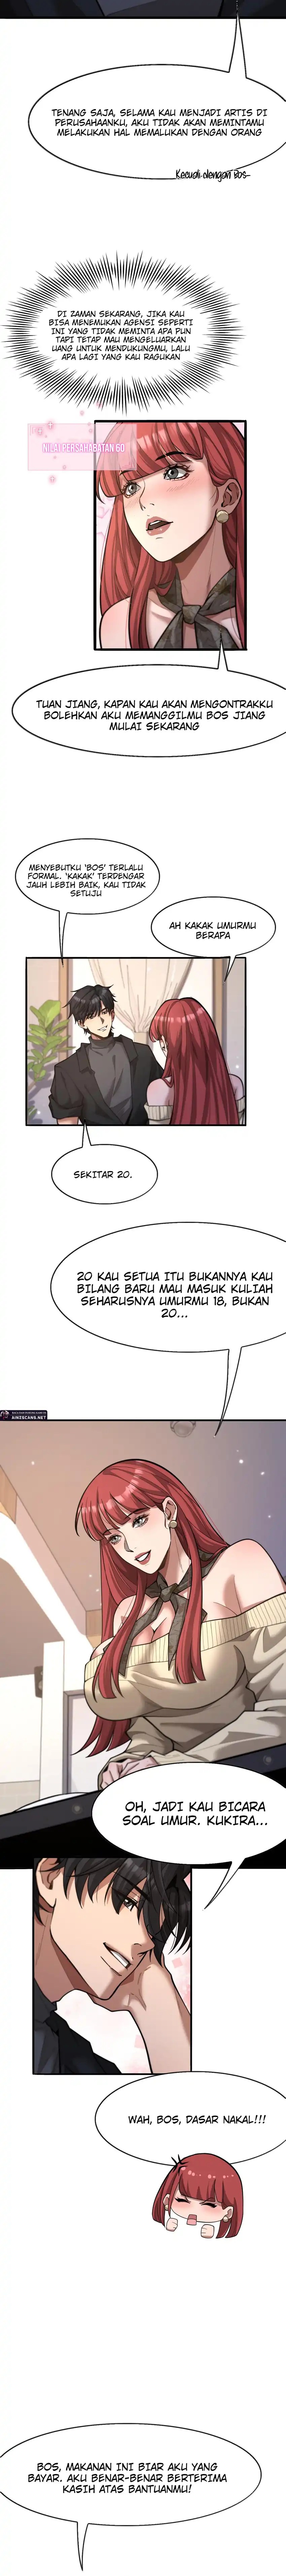 TENANG SAJA, SELAMA KAU MENJADI ARTIS DI
PERUSAHAANKU, AKU TIDAK AKAN MEMINTAMU
MELAKUKAN HAL MEMALUKAN DENGAN ORANG
Kecuali dengan Bos
DI ZAMAN SEKARANG, JIKA KAU
BISA MENEMUKAN AGENSI SEPERTI
INI YANG TIDAK MEMINTA APA PUN
TAPI TETAP MAU MENGELUARKAN
UANG UNTUK MENDUKUNGMU, LALU
APA LAGI YANG KAU RAGUKAN
NILAI PERSAHABATAN 60
TUAN JIANG, KAPAN KAU AKAN MENGONTRAKKU
BOLEHKAN AKU MEMANGGILMU BOS JIANG
MULAI SEKARANG
MENYEBUTKU 'BOS' TERLALU
FORMAL. 'KAKAK' TERDENGAR
JAUH LEBIH BAIK, KAU TIDAK
SETUJU
AH KAKAK UMURMU
BERAPA
SEKITAR 20.
20 KAU SETUA ITU BUKANNYA KAU
BILANG BARU MAU MASUK KULIAH
SEHARUSNYA UMURMU 18, BUKAN
20...
AINZSCANS.NET
OH, JADI KAU BICARA
SOAL UMUR. KUKIRA...
WAH, BOS, DASAR NAKAL!!!
BOS, MAKANAN INI BIAR AKU YANG
BAYAR. AKU BENAR-BENAR BERTERIMA
KASIH ATAS BANTUANMU!